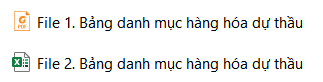 File 1. Bảng danh mục hàng hóa dự thầu
File 2. Bảng danh mục hàng hóa dự thầu